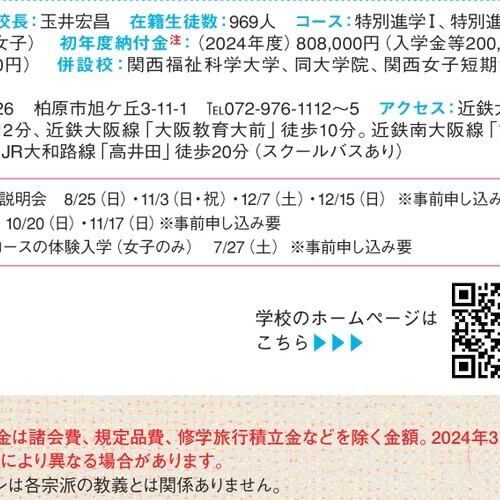 校長：玉井宏昌 在籍生徒数：969人 コース：特別進学Ⅰ、特別
女子） 初年度納付金注：（2024年度）808,000円（入学金等200,
0円） 併設校：関西福祉科学大学、同大学院、関西女子短期
26 柏原市旭ケ丘3-11-1 ℡072-976-1112～5 アクセス：近鉄
12分、近鉄大阪線「大阪教育大前」徒歩10分。近鉄南大阪線「
JR大和路線「高井田」徒歩20分（スクールバスあり）
説明会 8/25（日）・11/3（日・祝）・12/7（土）・12/15（日） ※事前申し込み
10/20（日）・11/17（日）※事前申し込み要
コースの体験入学（女子のみ） 7/27（土） ※事前申し込み要
学校のホームページは
こちら▶▶▶
金は諸会費、規定品費、修学旅行積立金などを除く金額。2024年3
により異なる場合があります。
ンは各宗派の教義とは関係ありません。